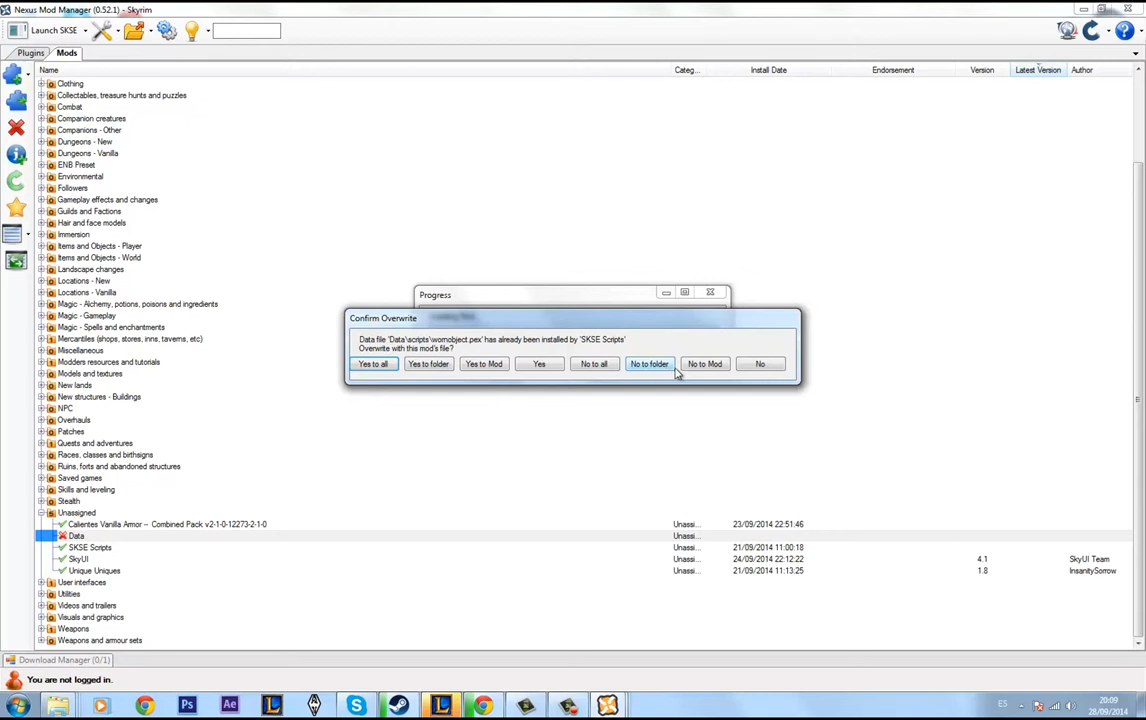 Nexus Mod Manager (0.52.1) - Skyrim
Launch SKSE
Plugins Mods
Name Categ... Install Date Endorsement Version Latest Version Author
Clothing
Collectables, treasure hunts and puzzles
Combat
Companion creatures
Companions - Other
Dungeons - New
Dungeons - Vanilla
ENB Preset
Environmental
Followers
Gameplay effects and changes
Guilds and Factions
Hair and face models
Immersion
Items and Objects - Player
Items and Objects - World
Landscape changes
Locations - New
Locations - Vanilla
Magic - Alchemy, potions, poisons and ingredients
Magic - Gameplay
Magic - Spells and enchantments
Mercantiles (shops, stores, inns, taverns, etc)
Miscellaneous
Modders resources and tutorials
Models and textures
New lands
New structures - Buildings
NPC
Overhauls
Patches
Quests and adventures
Races, classes and birthsigns
Ruins, forts and abandoned structures
Saved games
Skills and leveling
Stealth
Unassigned
Calientes Vanilla Armor – Combined Pack v2-1-0-12273-2-1-0 Unassi... 23/09/2014 22:51:46
Data Unassi...
SKSE Scripts Unassi... 21/09/2014 11:00:18
SkyUI Unassi... 24/09/2014 22:12:22 4.1 SkyUI Team
Unique Uniques Unassi... 21/09/2014 11:13:25 1.8 InsanitySorrow
User interfaces
Utilities
Videos and trailers
Visuals and graphics
Weapons
Weapons and armour sets
Progress
Confirm Overwrite
Data file 'Data\scripts\wornobject.pex' has already been installed by 'SKSE Scripts'
Overwrite with this mod's file?
Yes to all Yes to folder Yes to Mod Yes No to all No to folder No to Mod No
Download Manager (0/1)
You are not logged in.
Ps Ae L S L
ES 20:09
28/09/2014